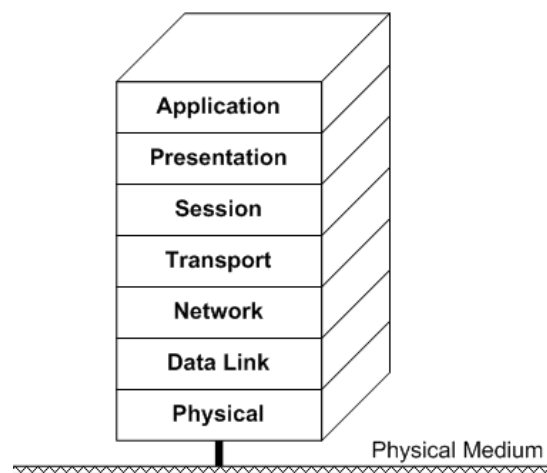 Application
Presentation
Session
Transport
Network
Data Link
Physical
Physical Medium